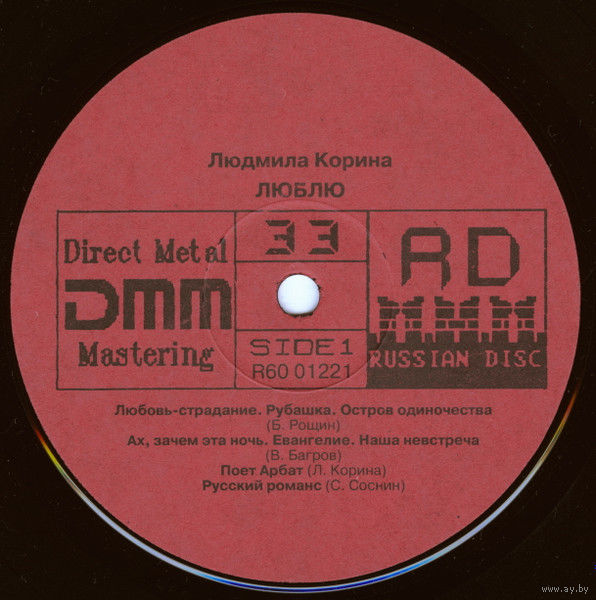 Людмила Корина
ЛЮБЛЮ
Direct Metal
DMM
Mastering
33
SIDE 1
R60 01221
RD
RUSSIAN DISC
Любовь-страдание. Рубашка. Остров одиночества
(Б. Рощин)
Ах, зачем эта ночь. Евангелие. Наша невстреча
(В. Багров)
Поет Арбат (Л. Корина)
Русский романс (С. Соснин)
www.ay.by